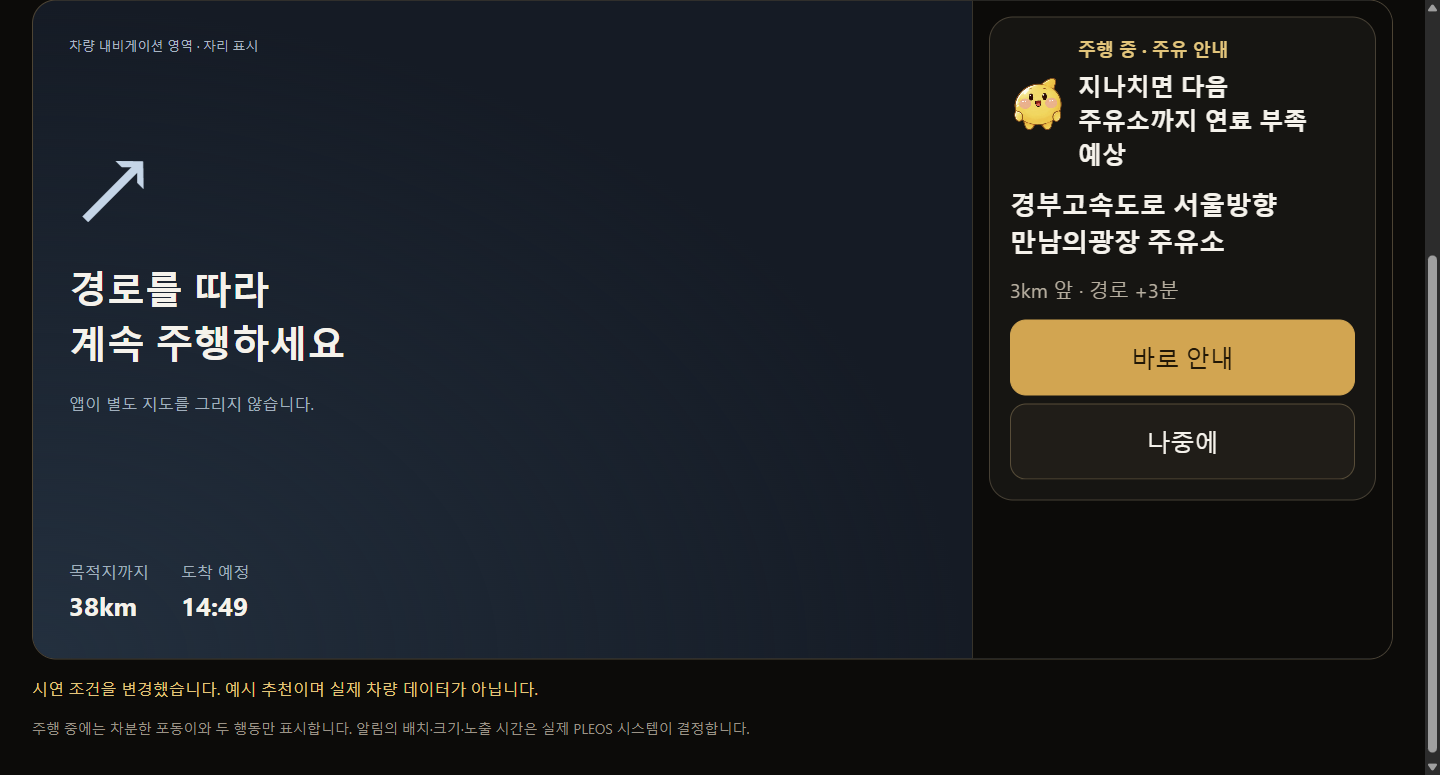 차량 내비게이션 영역 · 자리 표시
경로를 따라
계속 주행하세요
앱이 별도 지도를 그리지 않습니다.
목적지까지
38km
도착 예정
14:49
주행 중 · 주유 안내
지나치면 다음
주유소까지 연료 부족
예상
경부고속도로 서울방향
만남의광장 주유소
3km 앞 · 경로 +3분
바로 안내
나중에
시연 조건을 변경했습니다. 예시 추천이며 실제 차량 데이터가 아닙니다.
주행 중에는 차분한 포동이와 두 행동만 표시합니다. 알림의 배치·크기·노출 시간은 실제 PLEOS 시스템이 결정합니다.